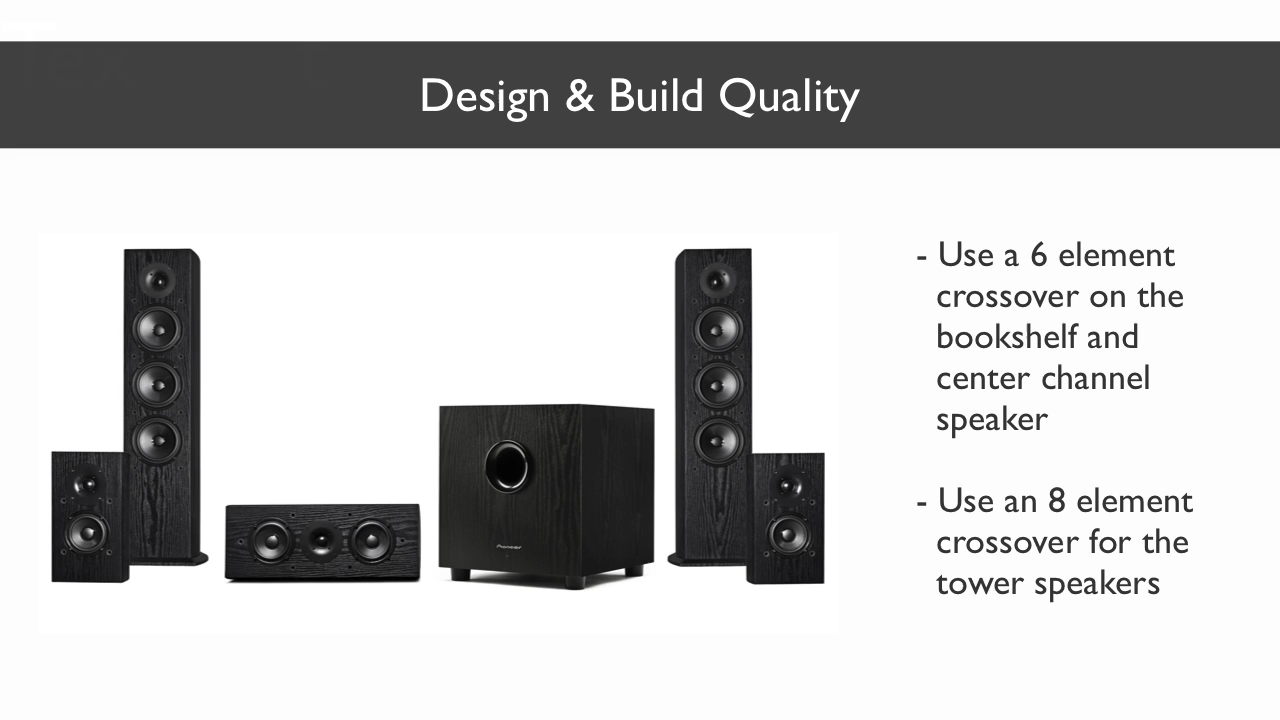 Design & Build Quality
- Use a 6 element
crossover on the
bookshelf and
center channel
speaker
- Use an 8 element
crossover for the
tower speakers
Pioneer